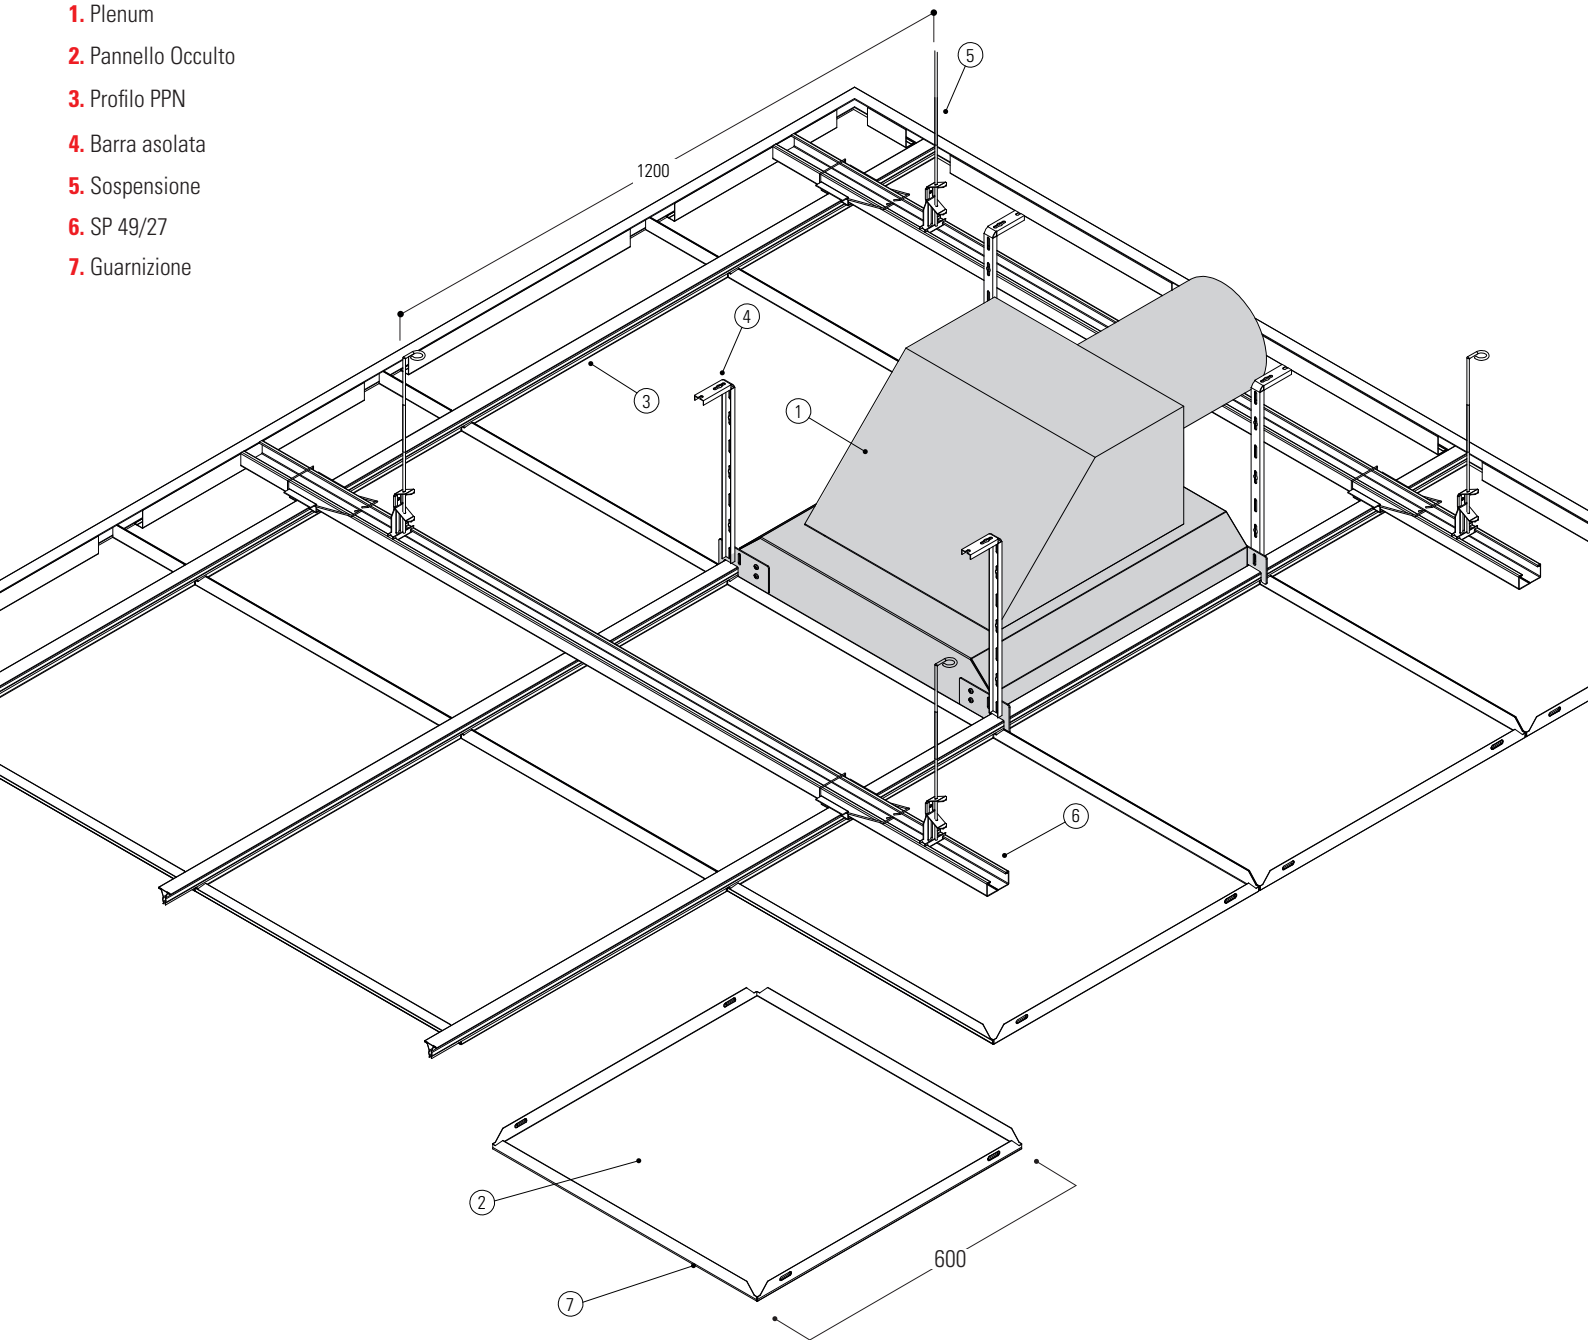 1. Plenum
2. Pannello Occulto
3. Profilo PPN
4. Barra asolata
5. Sospensione
6. SP 49/27
7. Guarnizione
5
1200
4
3
1
6
2
600
7